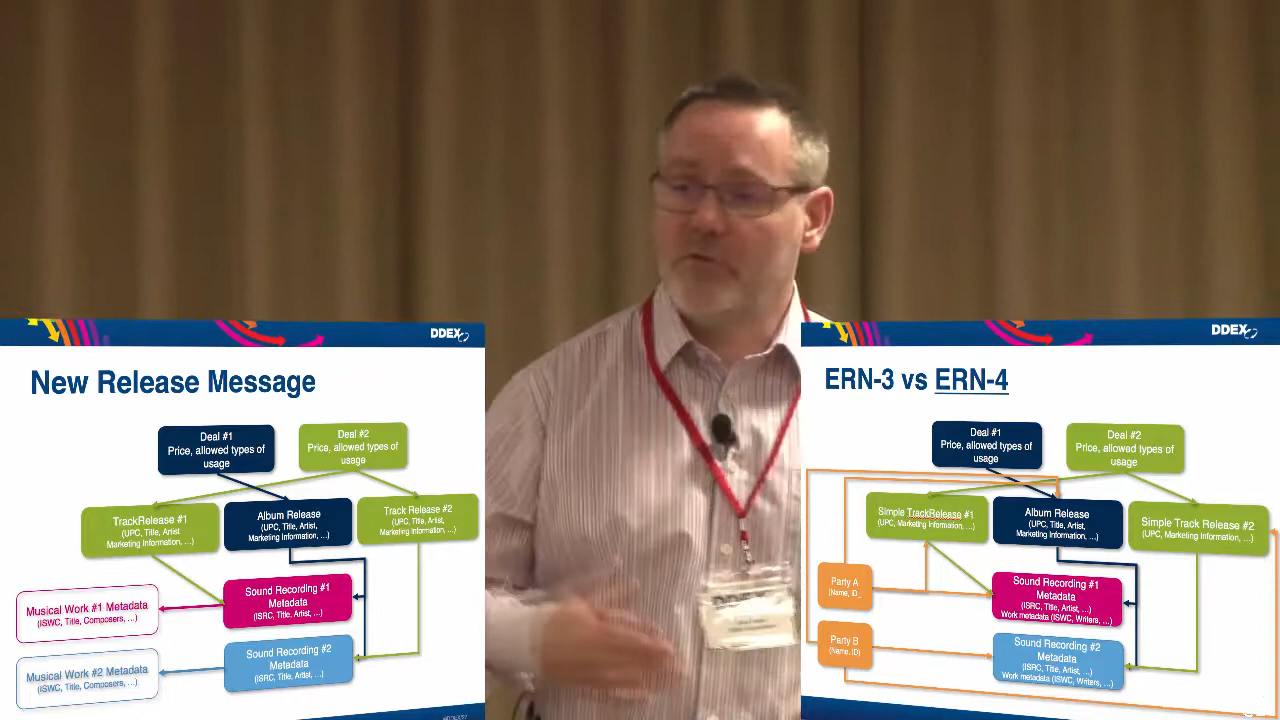 DDEX
New Release Message
Deal #1
Price, allowed types of
usage
Deal #2
Price, allowed types of
usage
TrackRelease #1
(UPC, Title, Artist
Marketing Information, ...)
Album Release
(UPC, Title, Artist,
Marketing Information, ...)
Track Release #2
(UPC, Title, Artist,
Marketing Information, ...)
Musical Work #1 Metadata
(ISWC, Title, Composers, ...)
Sound Recording #1
Metadata
(ISRC, Title, Artist, ...)
Musical Work #2 Metadata
(ISWC, Title, Composers, ...)
Sound Recording #2
Metadata
(ISRC, Title, Artist, ...)
DDEX
ERN-3 vs ERN-4
Deal #1
Price, allowed types of
usage
Deal #2
Price, allowed types of
usage
Simple TrackRelease #1
(UPC, Marketing Information, ...)
Album Release
(UPC, Title, Artist,
Marketing Information, ...)
Simple Track Release #2
(UPC, Marketing Information, ...)
Party A
(Name, ID_
Sound Recording #1
Metadata
(ISRC, Title, Artist, ...)
Work metadata (ISWC, Writers, ...)
Party B
(Name, ID)
Sound Recording #2
Metadata
(ISRC, Title, Artist, ...)
Work metadata (ISWC, Writers, ...)